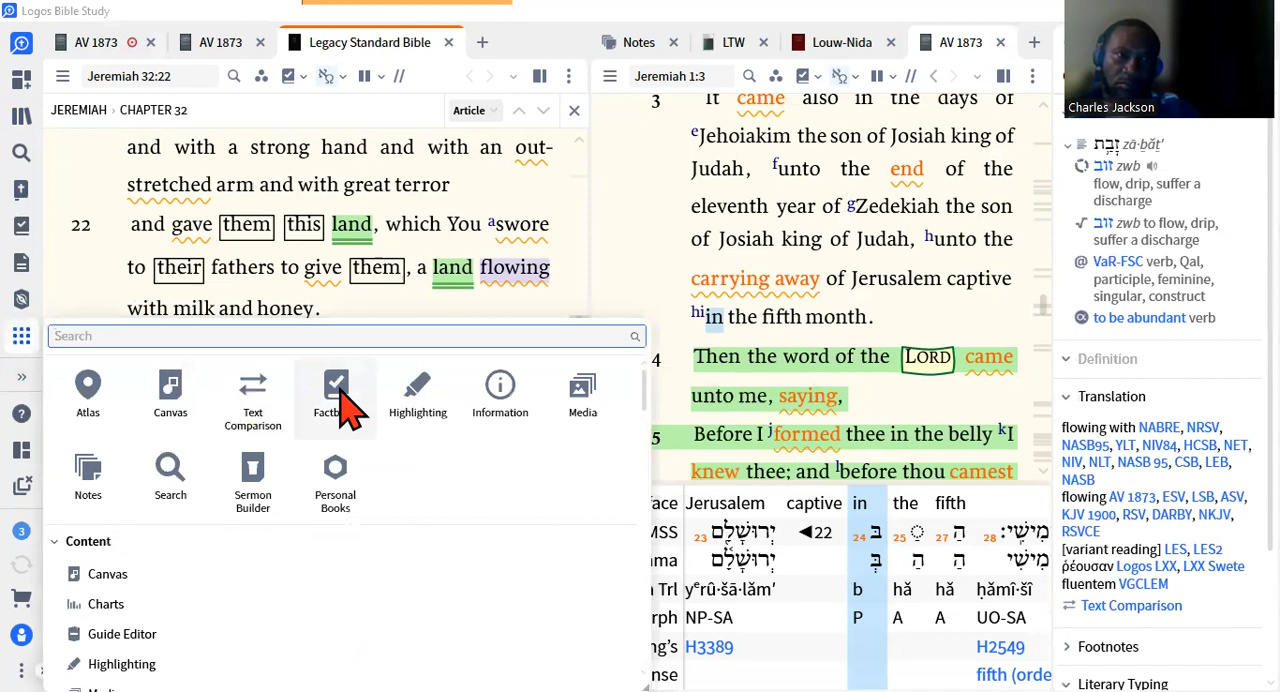 Logos Bible Study
AV 1873
AV 1873
Legacy Standard Bible
Notes
LTW
Louw-Nida
AV 1873
Jeremiah 32:22
Jeremiah 1:3
JEREMIAH › CHAPTER 32
Article
and with a strong hand and with an out-
stretched arm and with great terror
22 and gave them this land, which You aswore
to their fathers to give them, a land flowing
with milk and honey.
Search
Atlas
Canvas
Text
Comparison
Highlighting
Information
Media
Notes
Search
Sermon
Builder
Personal
Books
Content
Canvas
Charts
Guide Editor
Highlighting
3
3 It came also in the days of
eJehoiakim the son of Josiah king of
Judah, funto the end of the
eleventh year of gZedekiah the son
of Josiah king of Judah, hunto the
carrying away of Jerusalem captive
hiin the fifth month.
4 Then the word of the LORD came
unto me, saying,
5 Before I jformed thee in the belly kI
knew thee; and lbefore thou camest
face Jerusalem captive in the fifth
MSS 23 יְרוּשָׁלִַ֖ם ◄22 24 בַּ 25 ◌ 27 הַ 28 חֲמִישִֽׁי׃
ama יְרוּשָׁלִַ֖ם בְּ הַ הַ מִישִׁי
Trl yerû·šā·lăm′ b hă hă ḥămî·šî
orph NP-SA P A A UO-SA
ng's H3389 H2549
nse fifth (orde
Charles Jackson
זָבַ֥ת zā·ḇăṯ′
זוב zwb
flow, drip, suffer a
discharge
זוב zwb to flow, drip,
suffer a discharge
@ VaR-FSC verb, Qal,
participle, feminine,
singular, construct
to be abundant verb
Definition
Translation
flowing with NABRE, NRSV,
NASB95, YLT, NIV84, HCSB, NET,
NIV, NLT, NASB 95, CSB, LEB,
NASB
flowing AV 1873, ESV, LSB, ASV,
KJV 1900, RSV, DARBY, NKJV,
RSVCE
[variant reading] LES, LES2
ῥέουσαν Logos LXX, LXX Swete
fluentem VGCLEM
Text Comparison
Footnotes
Literary Typing